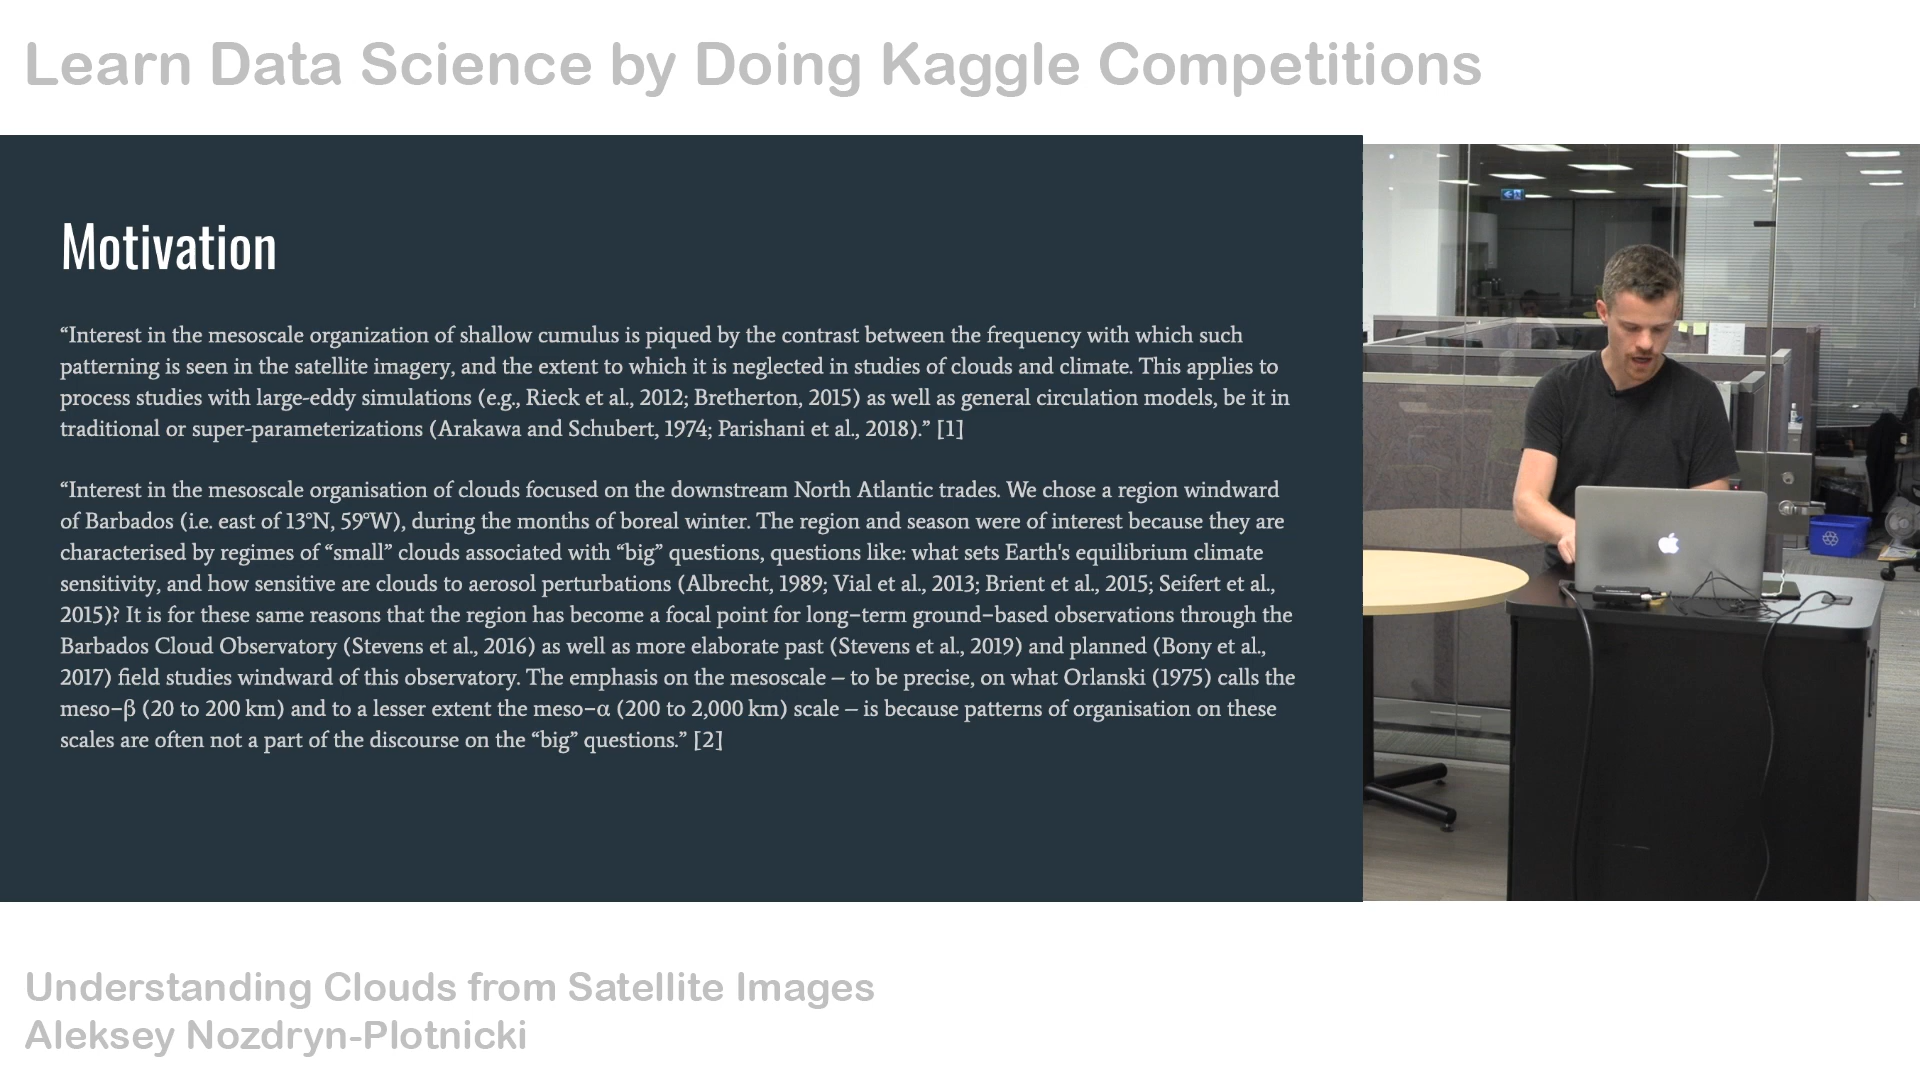 Learn Data Science by Doing Kaggle Competitions
Motivation
“Interest in the mesoscale organization of shallow cumulus is piqued by the contrast between the frequency with which such
patterning is seen in the satellite imagery, and the extent to which it is neglected in studies of clouds and climate. This applies to
process studies with large-eddy simulations (e.g., Rieck et al., 2012; Bretherton, 2015) as well as general circulation models, be it in
traditional or super-parameterizations (Arakawa and Schubert, 1974; Parishani et al., 2018).” [1]
“Interest in the mesoscale organisation of clouds focused on the downstream North Atlantic trades. We chose a region windward
of Barbados (i.e. east of 13°N, 59°W), during the months of boreal winter. The region and season were of interest because they are
characterised by regimes of “small” clouds associated with “big” questions, questions like: what sets Earth's equilibrium climate
sensitivity, and how sensitive are clouds to aerosol perturbations (Albrecht, 1989; Vial et al., 2013; Brient et al., 2015; Seifert et al.,
2015)? It is for these same reasons that the region has become a focal point for long–term ground–based observations through the
Barbados Cloud Observatory (Stevens et al., 2016) as well as more elaborate past (Stevens et al., 2019) and planned (Bony et al.,
2017) field studies windward of this observatory. The emphasis on the mesoscale – to be precise, on what Orlanski (1975) calls the
meso–β (20 to 200 km) and to a lesser extent the meso–α (200 to 2,000 km) scale – is because patterns of organisation on these
scales are often not a part of the discourse on the “big” questions.” [2]
Understanding Clouds from Satellite Images
Aleksey Nozdryn-Plotnicki